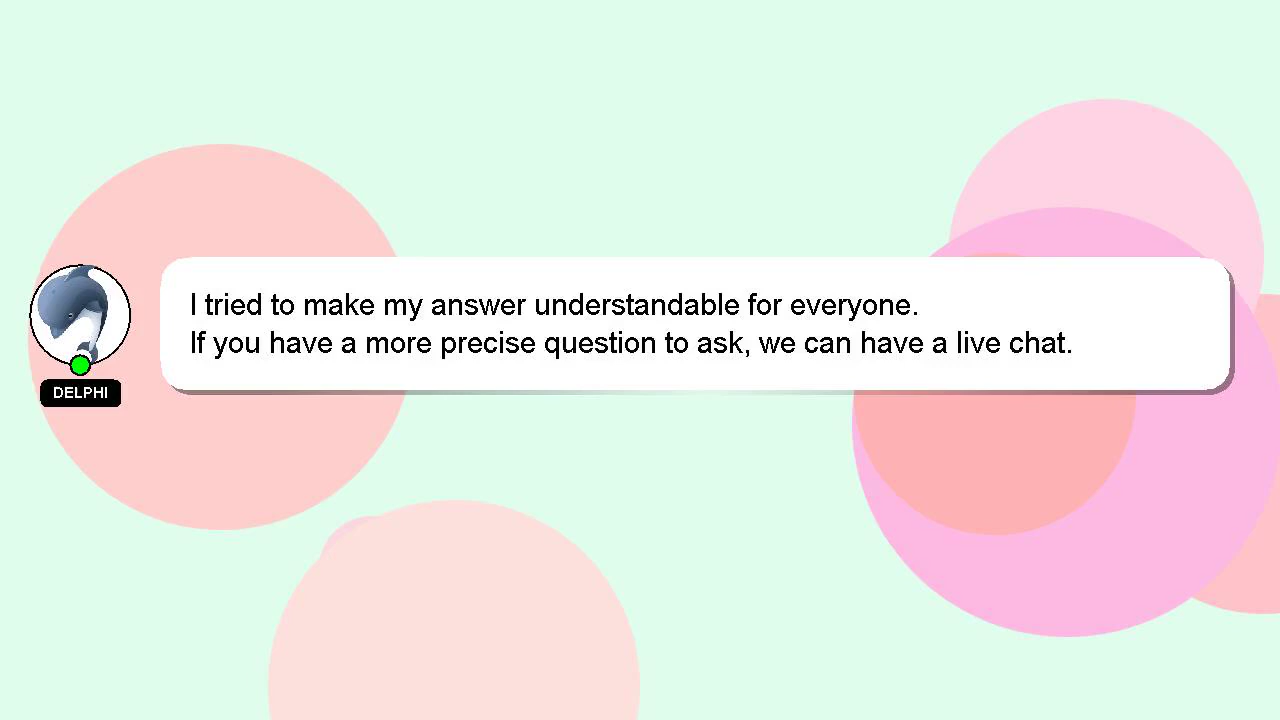 I tried to make my answer understandable for everyone.
If you have a more precise question to ask, we can have a live chat.
DELPHI